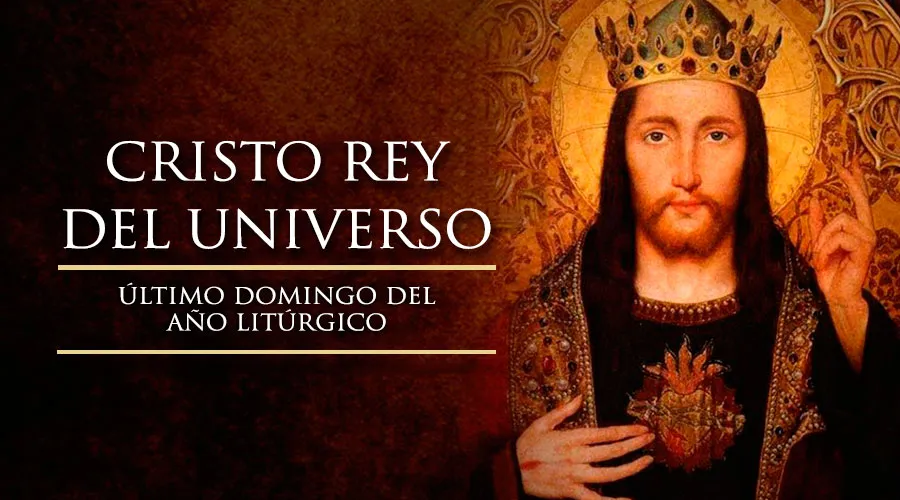 CRISTO REY
DEL UNIVERSO
ÚLTIMO DOMINGO DEL
AÑO LITÚRGICO